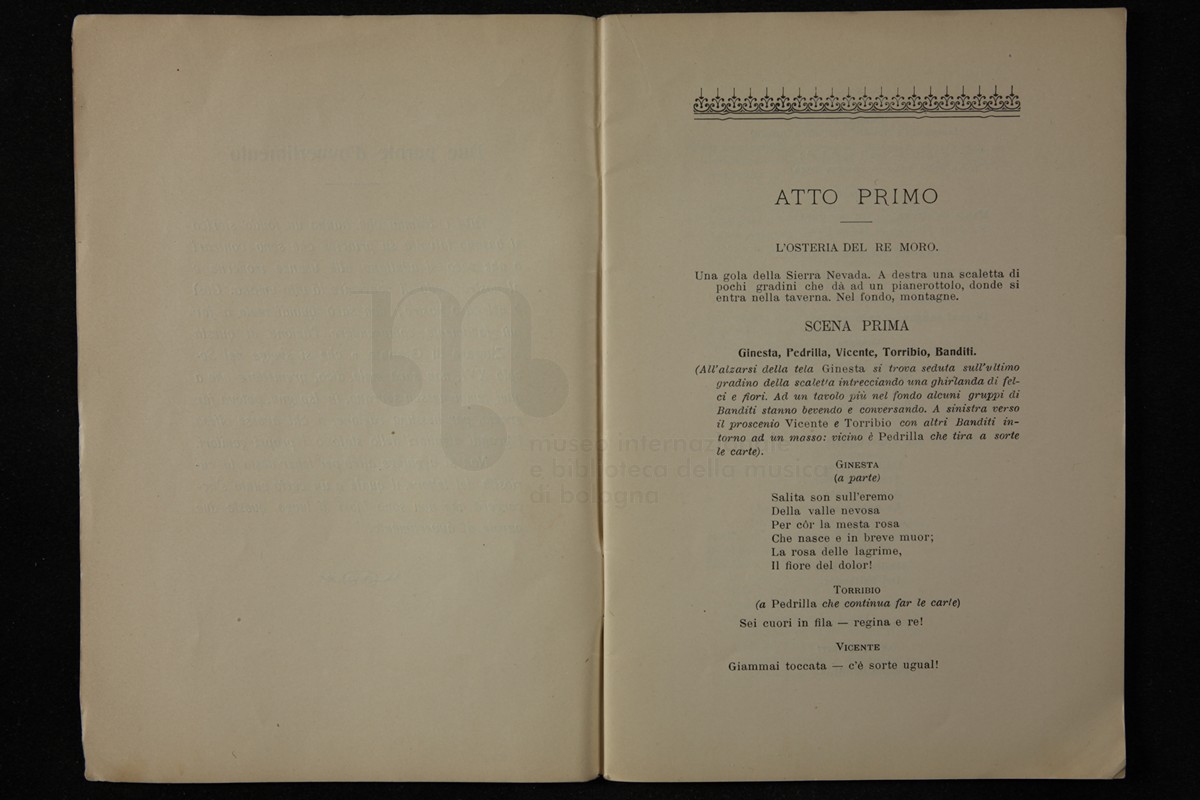 ATTO PRIMO
L'OSTERIA DEL RE MORO.
Una gola della Sierra Nevada. A destra una scaletta di
pochi gradini che dà ad un pianerottolo, donde si
entra nella taverna. Nel fondo, montagne.
SCENA PRIMA
Ginesta, Pedrilla, Vicente, Torribio, Banditi.
(All'alzarsi della tela Ginesta si trova seduta sull'ultimo
gradino della scaletta intrecciando una ghirlanda di fel-
ci e fiori. Ad un tavolo più nel fondo alcuni gruppi di
Banditi stanno bevendo e conversando. A sinistra verso
il proscenio Vicente e Torribio con altri Banditi in-
torno ad un masso: vicino é Pedrilla che tira a sorte
le carte).
GINESTA
(a parte)
Salita son sull'eremo
Della valle nevosa
Per côr la mesta rosa
Che nasce e in breve muor;
La rosa delle lagrime,
Il fiore del dolor!
TORRIBIO
(a Pedrilla che continua far le carte)
Sei cuori in fila — regina e re!
VICENTE
Giammai toccata — c'é sorte ugual!
museo internazionale
e biblioteca della musica
di bologna